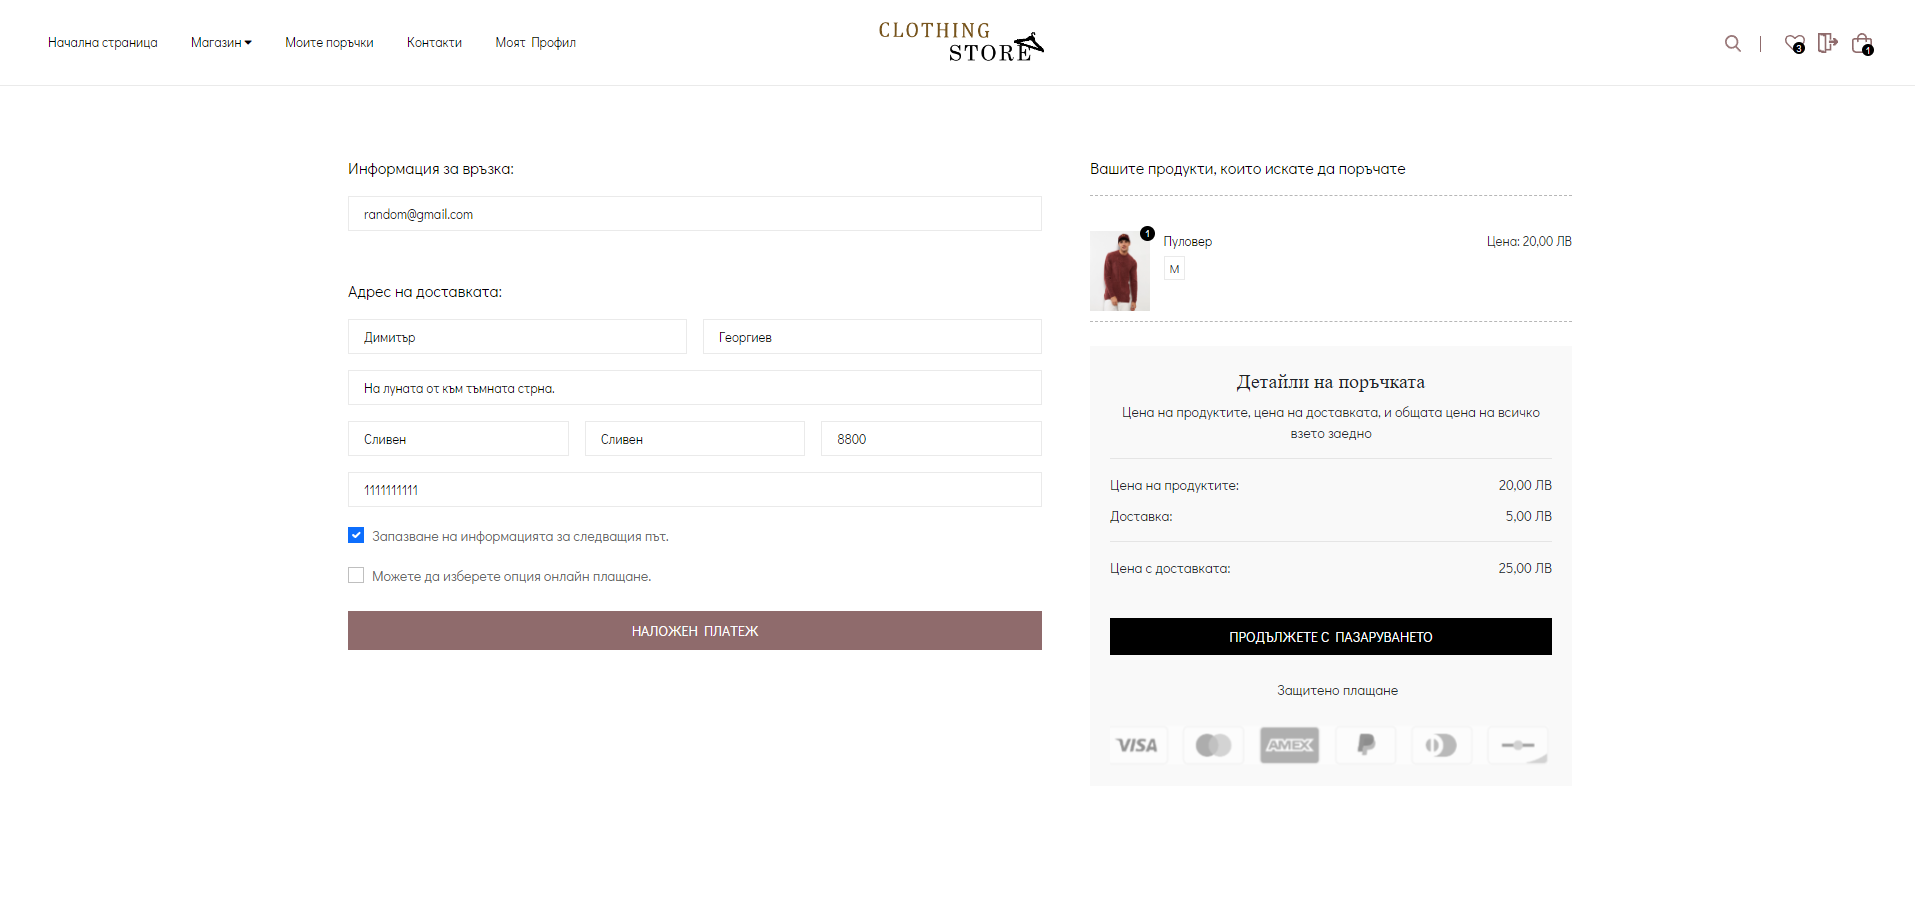 Начална страница
Магазин
Моите поръчки
Контакти
Моят Профил
CLOTHING
STORE
3
1
Информация за връзка:
random@gmail.com
Адрес на доставката:
Димитър
Георгиев
На луната от към тъмната стрна.
Сливен
Сливен
8800
1111111111
Запазване на информацията за следващия път.
Можете да изберете опция онлайн плащане.
НАЛОЖЕН ПЛАТЕЖ
Вашите продукти, които искате да поръчате
1
Пуловер
Цена: 20,00 ЛВ
M
Детайли на поръчката
Цена на продуктите, цена на доставката, и общата цена на всичко
взето заедно
Цена на продуктите:
20,00 ЛВ
Доставка:
5,00 ЛВ
Цена с доставката:
25,00 ЛВ
ПРОДЪЛЖЕТЕ С ПАЗАРУВАНЕТО
Защитено плащане
VISA
AMEX